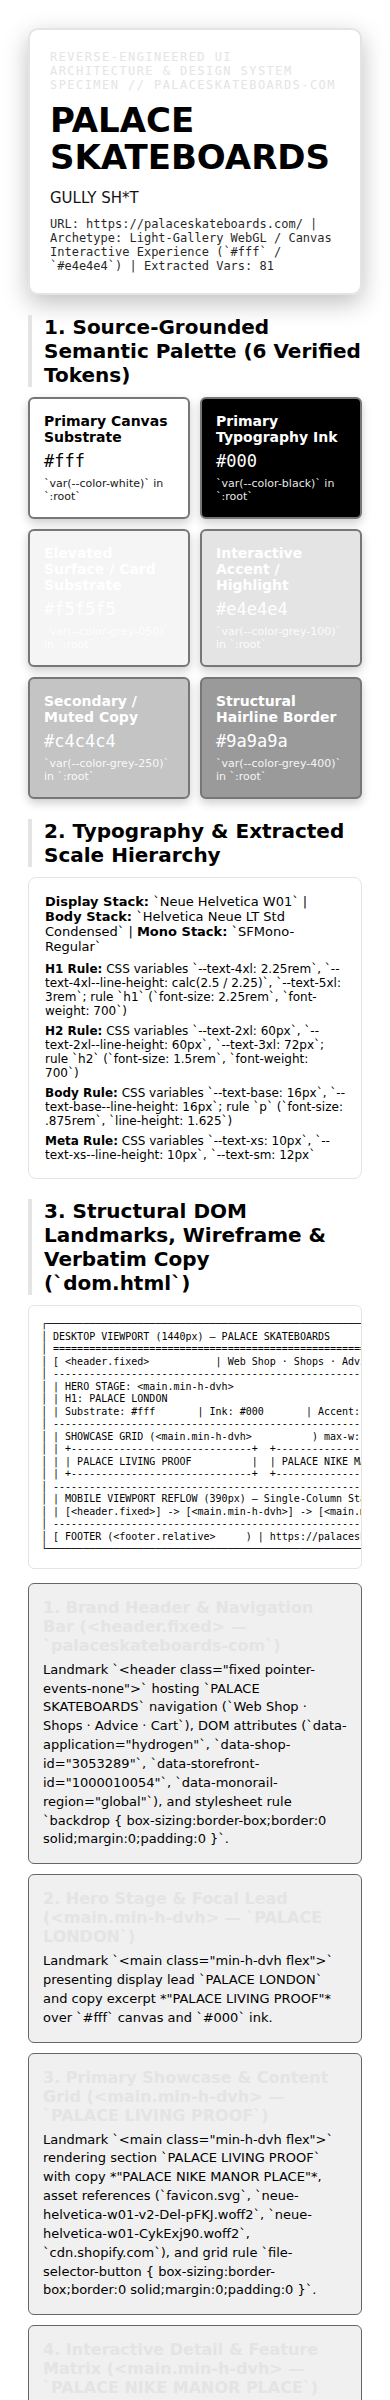 REVERSE-ENGINEERED UI
ARCHITECTURE & DESIGN SYSTEM
SPECIMEN // PALACESKATEBOARDS-COM
PALACE
SKATEBOARDS
GULLY SH*T
URL: https://palaceskateboards.com/ |
Archetype: Light-Gallery WebGL / Canvas
Interactive Experience (`#fff` /
`#e4e4e4`) | Extracted Vars: 81
1. Source-Grounded
Semantic Palette (6 Verified
Tokens)
Primary Canvas
Substrate
#fff
`var(--color-white)` in
`:root`
Primary
Typography Ink
#000
`var(--color-black)` in
`:root`
Elevated
Surface / Card
Substrate
#f5f5f5
`var(--color-grey-050)`
in `:root`
Interactive
Accent /
Highlight
#e4e4e4
`var(--color-grey-100)`
in `:root`
Secondary /
Muted Copy
#c4c4c4
`var(--color-grey-250)`
in `:root`
Structural
Hairline Border
#9a9a9a
`var(--color-grey-400)`
in `:root`
2. Typography & Extracted
Scale Hierarchy
Display Stack: `Neue Helvetica W01` |
Body Stack: `Helvetica Neue LT Std
Condensed` | Mono Stack: `SFMono-
Regular`
H1 Rule: CSS variables `--text-4xl: 2.25rem`, `--
text-4xl--line-height: calc(2.5 / 2.25)`, `--text-5xl:
3rem`; rule `h1` (`font-size: 2.25rem`, `font-
weight: 700`)
H2 Rule: CSS variables `--text-2xl: 60px`, `--
text-2xl--line-height: 60px`, `--text-3xl: 72px`;
rule `h2` (`font-size: 1.5rem`, `font-weight:
700`)
Body Rule: CSS variables `--text-base: 16px`, `--
text-base--line-height: 16px`; rule `p` (`font-size:
.875rem`, `line-height: 1.625`)
Meta Rule: CSS variables `--text-xs: 10px`, `--
text-xs--line-height: 10px`, `--text-sm: 12px`
3. Structural DOM
Landmarks, Wireframe &
Verbatim Copy
(`dom.html`)
DESKTOP VIEWPORT (1440px) — PALACE SKATEBOARDS
[ <header.fixed> | Web Shop · Shops · Adv
| HERO STAGE: <main.min-h-dvh>
| H1: PALACE LONDON
| Substrate: #fff | Ink: #000 | Accent:
| SHOWCASE GRID (<main.min-h-dvh> ) max-w:
| | PALACE LIVING PROOF | | PALACE NIKE M
| MOBILE VIEWPORT REFLOW (390px) — Single-Column Sta
| [<header.fixed>] -> [<main.min-h-dvh>] -> [<main.
[ FOOTER (<footer.relative> ) | https://palaces
1. Brand Header & Navigation
Bar (<header.fixed> —
`palaceskateboards-com`)
Landmark `<header class="fixed pointer-
events-none">` hosting `PALACE
SKATEBOARDS` navigation (`Web Shop ·
Shops · Advice · Cart`), DOM attributes (`data-
application="hydrogen"`, `data-shop-
id="3053289"`, `data-storefront-
id="1000010054"`, `data-monorail-
region="global"`), and stylesheet rule
`backdrop { box-sizing:border-box;border:0
solid;margin:0;padding:0 }`.
2. Hero Stage & Focal Lead
(<main.min-h-dvh> — `PALACE
LONDON`)
Landmark `<main class="min-h-dvh flex">`
presenting display lead `PALACE LONDON`
and copy excerpt *"PALACE LIVING PROOF"*
over `#fff` canvas and `#000` ink.
3. Primary Showcase & Content
Grid (<main.min-h-dvh> —
`PALACE LIVING PROOF`)
Landmark `<main class="min-h-dvh flex">`
rendering section `PALACE LIVING PROOF`
with copy *"PALACE NIKE MANOR PLACE"*,
asset references (`favicon.svg`, `neue-
helvetica-w01-v2-Del-pFKJ.woff2`, `neue-
helvetica-w01-CykExj90.woff2`,
`cdn.shopify.com`), and grid rule `file-
selector-button { box-sizing:border-
box;border:0 solid;margin:0;padding:0 }`.
4. Interactive Detail & Feature
Matrix (<main.min-h-dvh> —
`PALACE NIKE MANOR PLACE`)